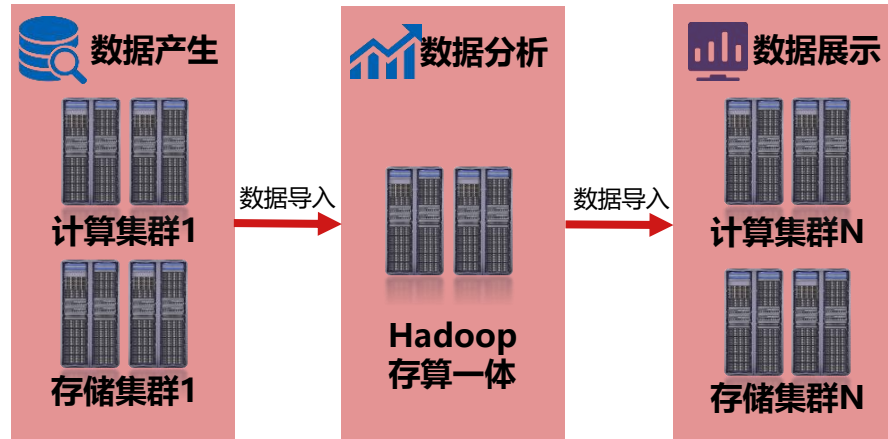 数据产生
计算集群1
存储集群1
数据导入
数据分析
Hadoop
存算一体
数据导入
数据展示
计算集群N
存储集群N